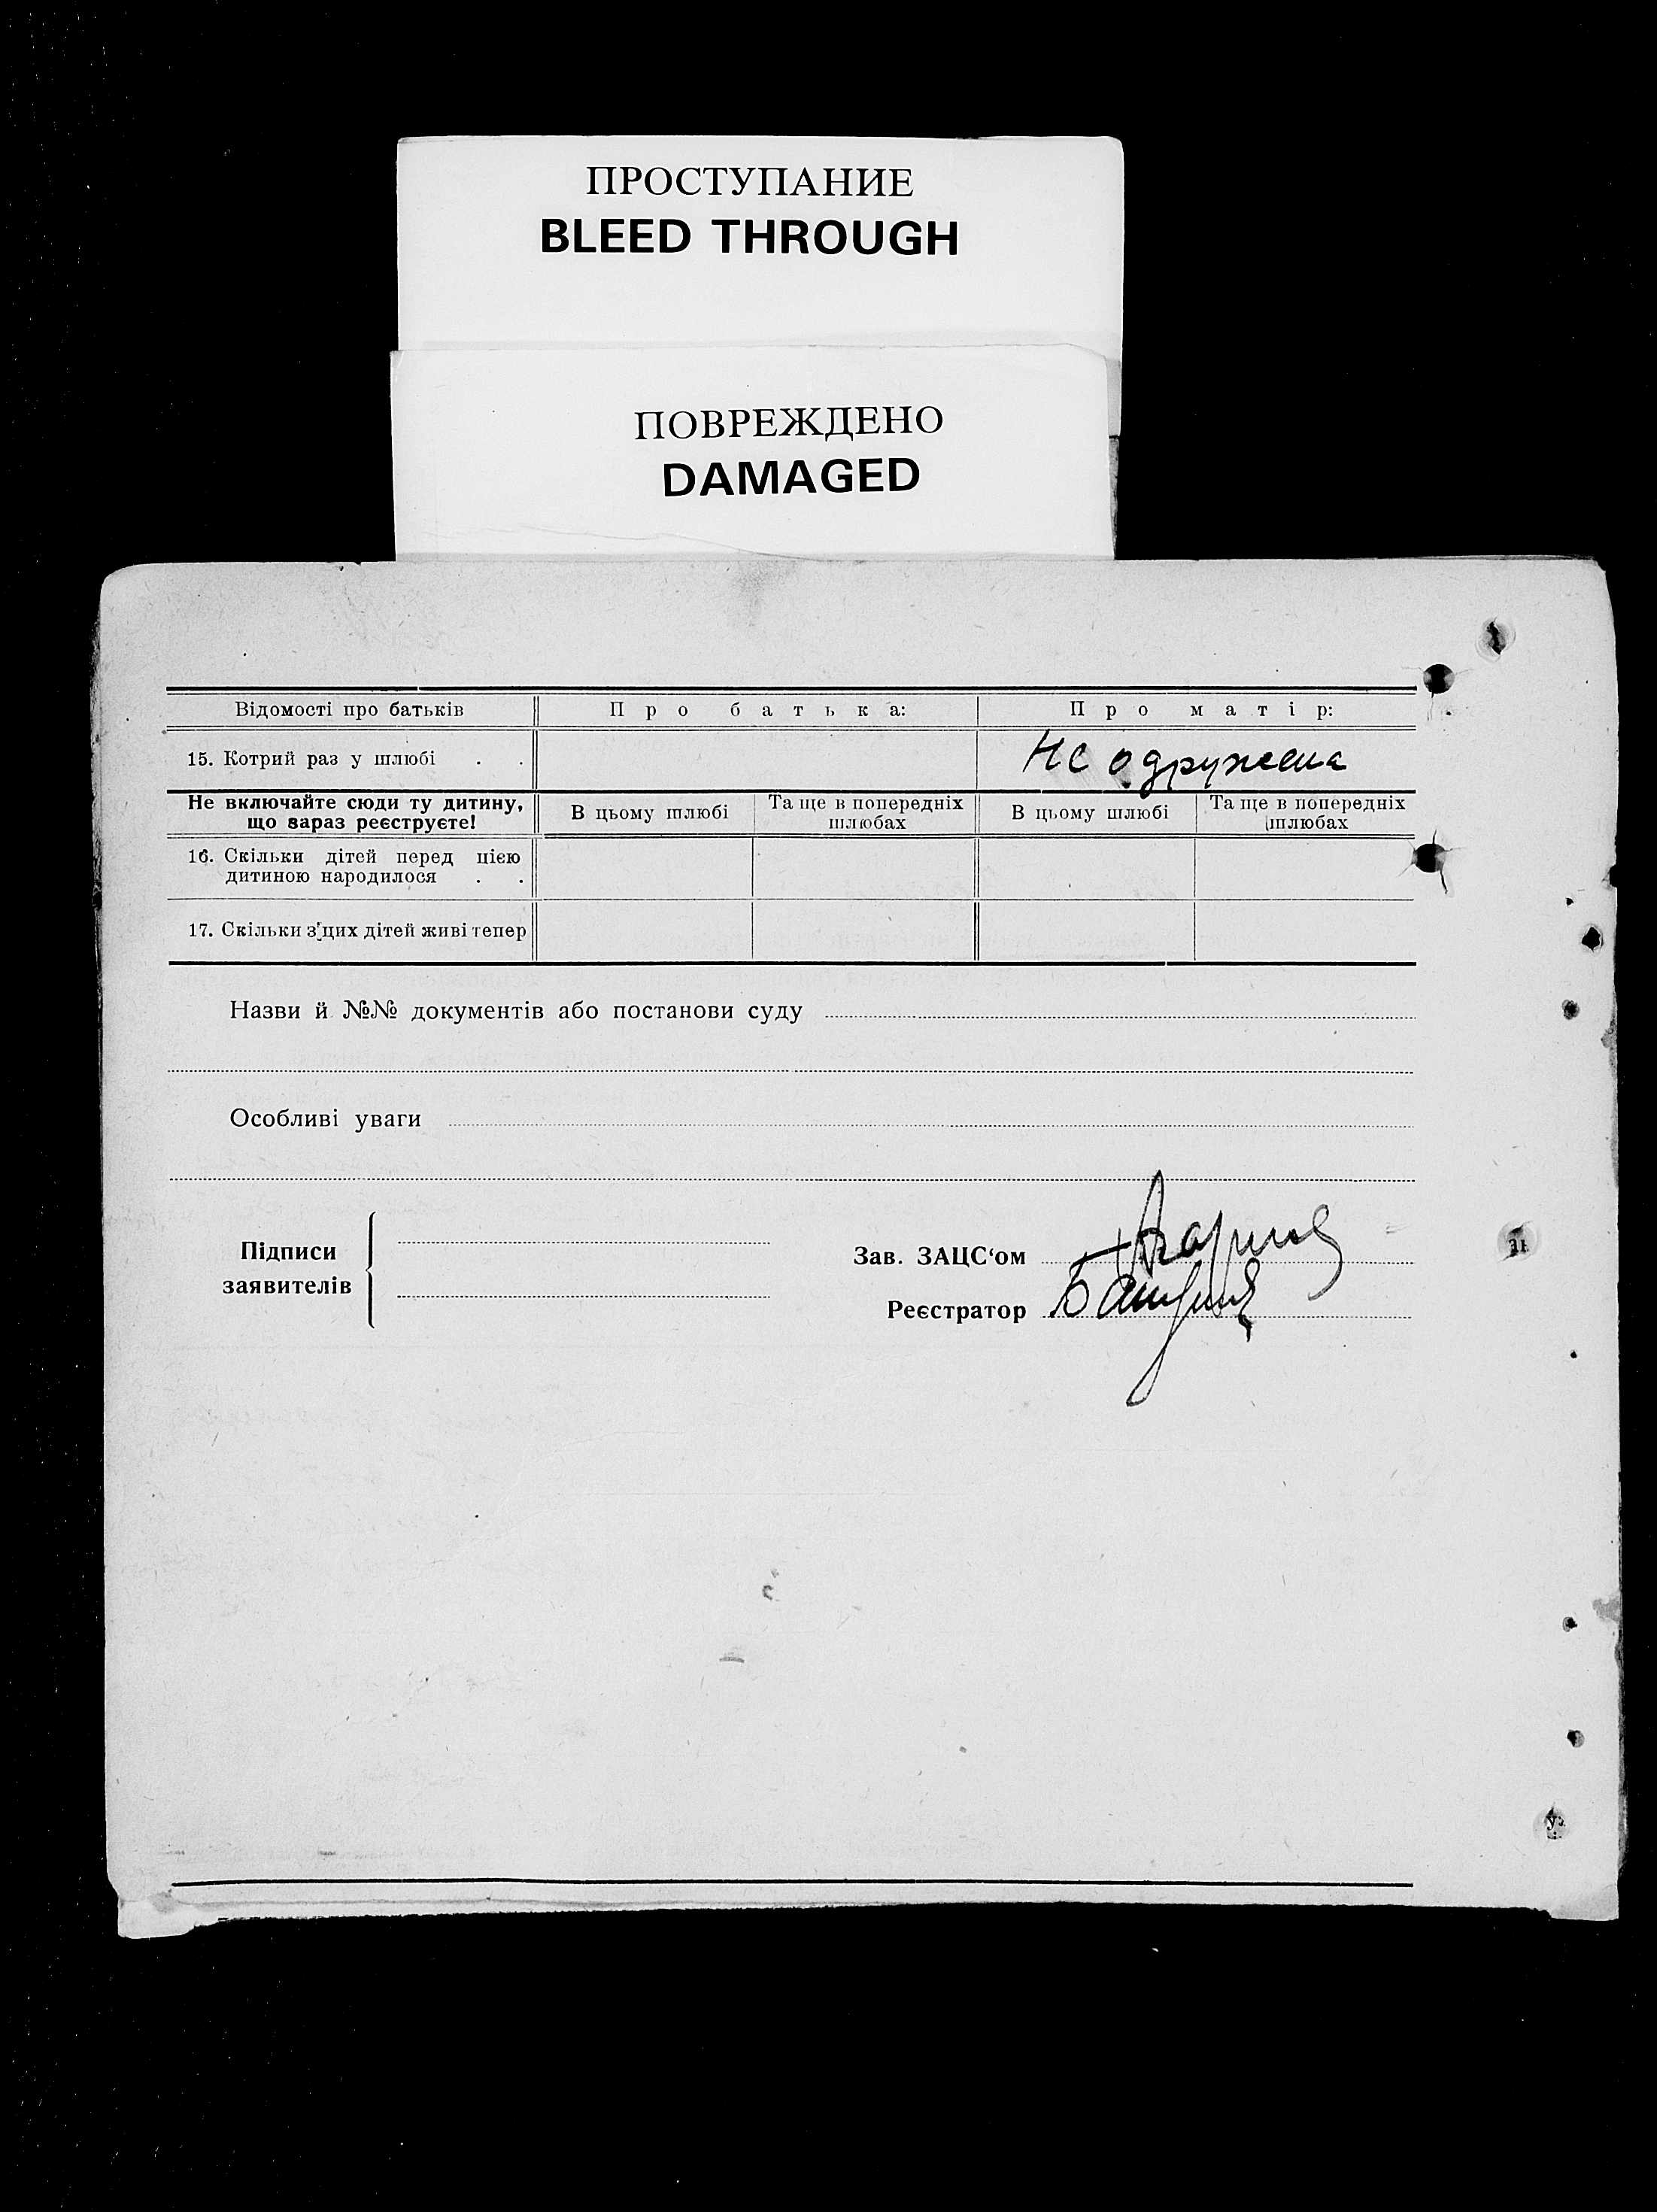 ПРОСТУПАНИЕ
BLEED THROUGH
ПОВРЕЖДЕНО
DAMAGED
Відомості про батьків
Про батька:
Про матір:
15. Котрий раз у шлюбі . .
Не одружена
Не включайте сюди ту дитину,
що зараз реєструєте!
В цьому шлюбі
Та ще в попередніх
шлюбах
В цьому шлюбі
Та ще в попередніх
шлюбах
16. Скільки дітей перед цією
дитиною народилося . .
17. Скільки з цих дітей живі тепер
Назви й №№ документів або постанови суду
Особливі уваги
Підписи
заявителів
Зав. ЗАЦС‘ом
Реєстратор